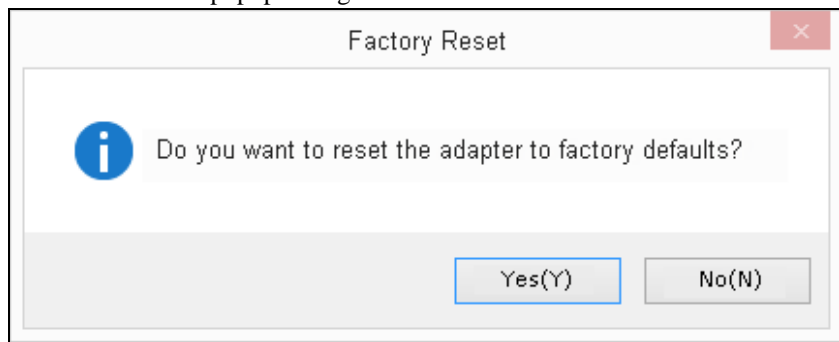 Factory Reset
Do you want to reset the adapter to factory defaults?
Yes(Y)
No(N)